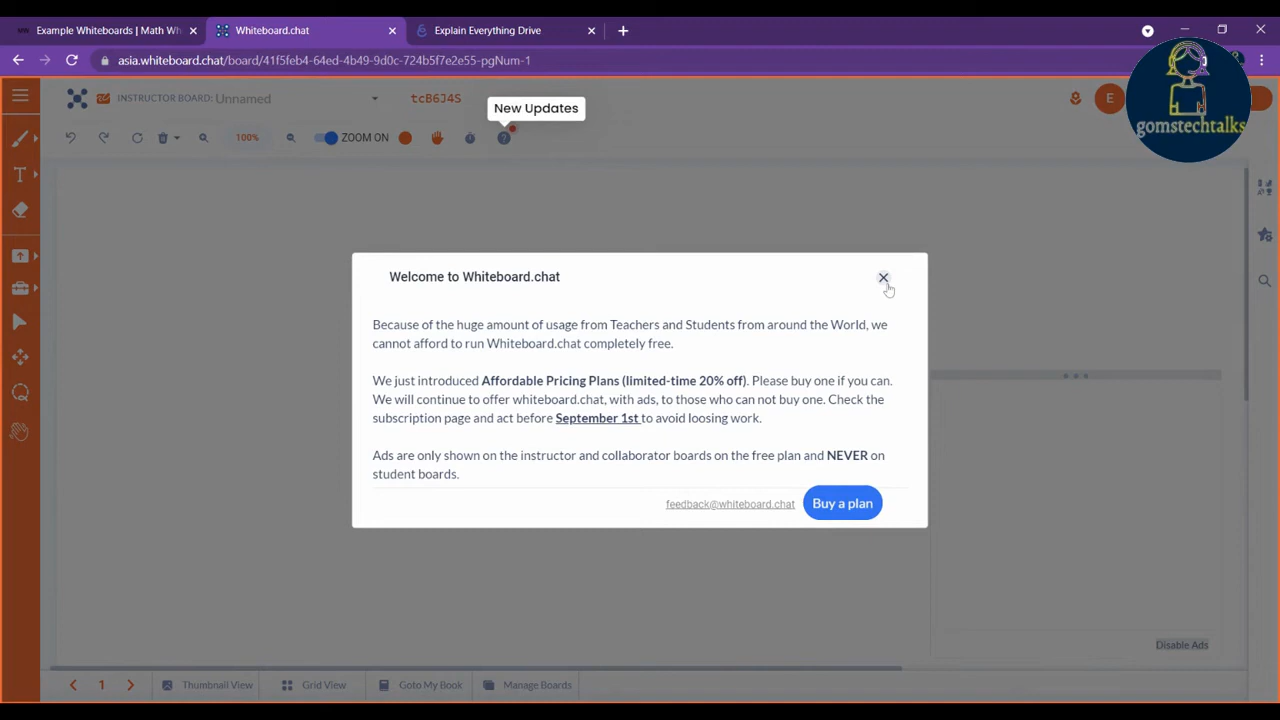 Example Whiteboards | Math Wh
Whiteboard.chat
Explain Everything Drive
asia.whiteboard.chat/board/41f5feb4-64ed-4b49-9d0c-724b5f7e2e55-pgNum-1
INSTRUCTOR BOARD: Unnamed
tcB6J4S
New Updates
E
gomstechtalks
100%
ZOOM ON
Welcome to Whiteboard.chat
Because of the huge amount of usage from Teachers and Students from around the World, we
cannot afford to run Whiteboard.chat completely free.
We just introduced Affordable Pricing Plans (limited-time 20% off). Please buy one if you can.
We will continue to offer whiteboard.chat, with ads, to those who can not buy one. Check the
subscription page and act before September 1st to avoid loosing work.
Ads are only shown on the instructor and collaborator boards on the free plan and NEVER on
student boards.
feedback@whiteboard.chat
Buy a plan
Disable Ads
1
Thumbnail View
Grid View
Goto My Book
Manage Boards